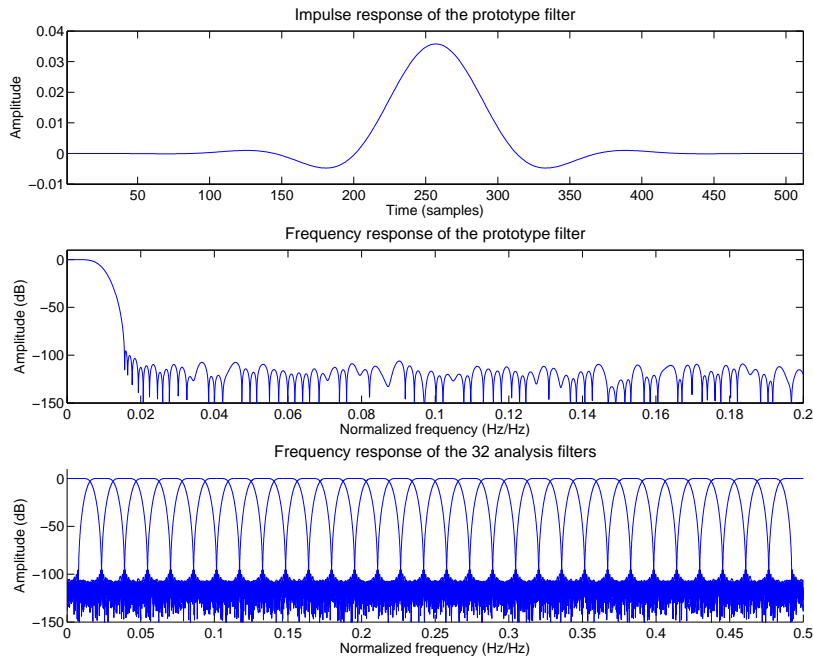 Impulse response of the prototype filter
0.04
0.03
0.02
0.01
0
−0.01
Amplitude
50 100 150 200 250 300 350 400 450 500
Time (samples)
Frequency response of the prototype filter
0
−50
−100
−150
Amplitude (dB)
0 0.02 0.04 0.06 0.08 0.1 0.12 0.14 0.16 0.18 0.2
Normalized frequency (Hz/Hz)
Frequency response of the 32 analysis filters
0
−50
−100
−150
Amplitude (dB)
0 0.05 0.1 0.15 0.2 0.25 0.3 0.35 0.4 0.45 0.5
Normalized frequency (Hz/Hz)